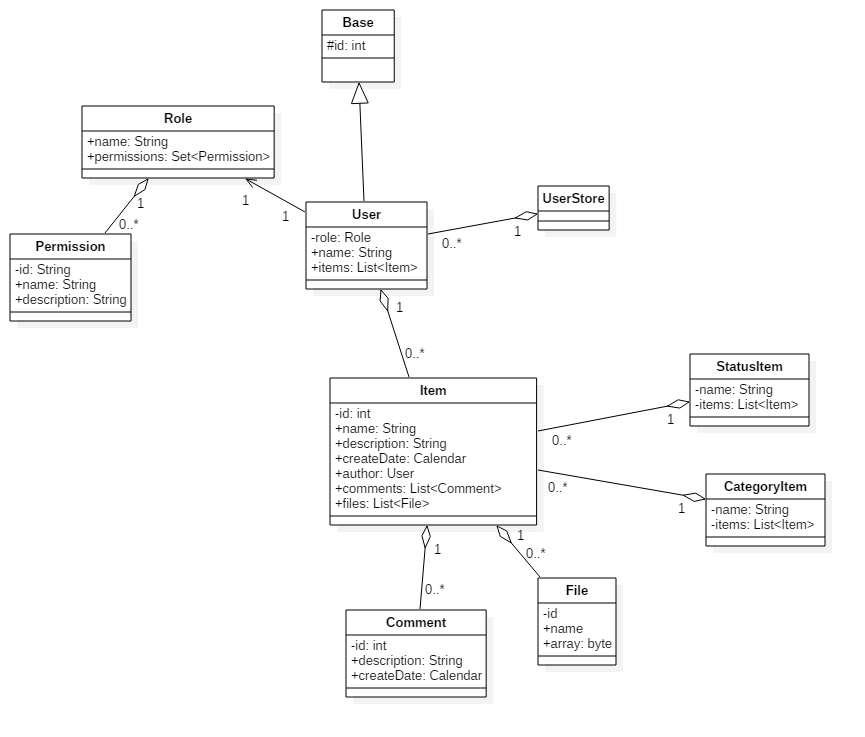 Base
#id: int
Role
+name: String
+permissions: Set<Permission>
1
0..*
1
1
Permission
-id: String
+name: String
+description: String
User
-role: Role
+name: String
+items: List<Item>
0..*
1
UserStore
1
0..*
Item
-id: int
+name: String
+description: String
+createDate: Calendar
+author: User
+comments: List<Comment>
+files: List<File>
StatusItem
-name: String
-items: List<Item>
1
0..*
0..*
1
CategoryItem
-name: String
-items: List<Item>
1
0..*
1
0..*
Comment
-id: int
+description: String
+createDate: Calendar
File
-id
+name
+array: byte